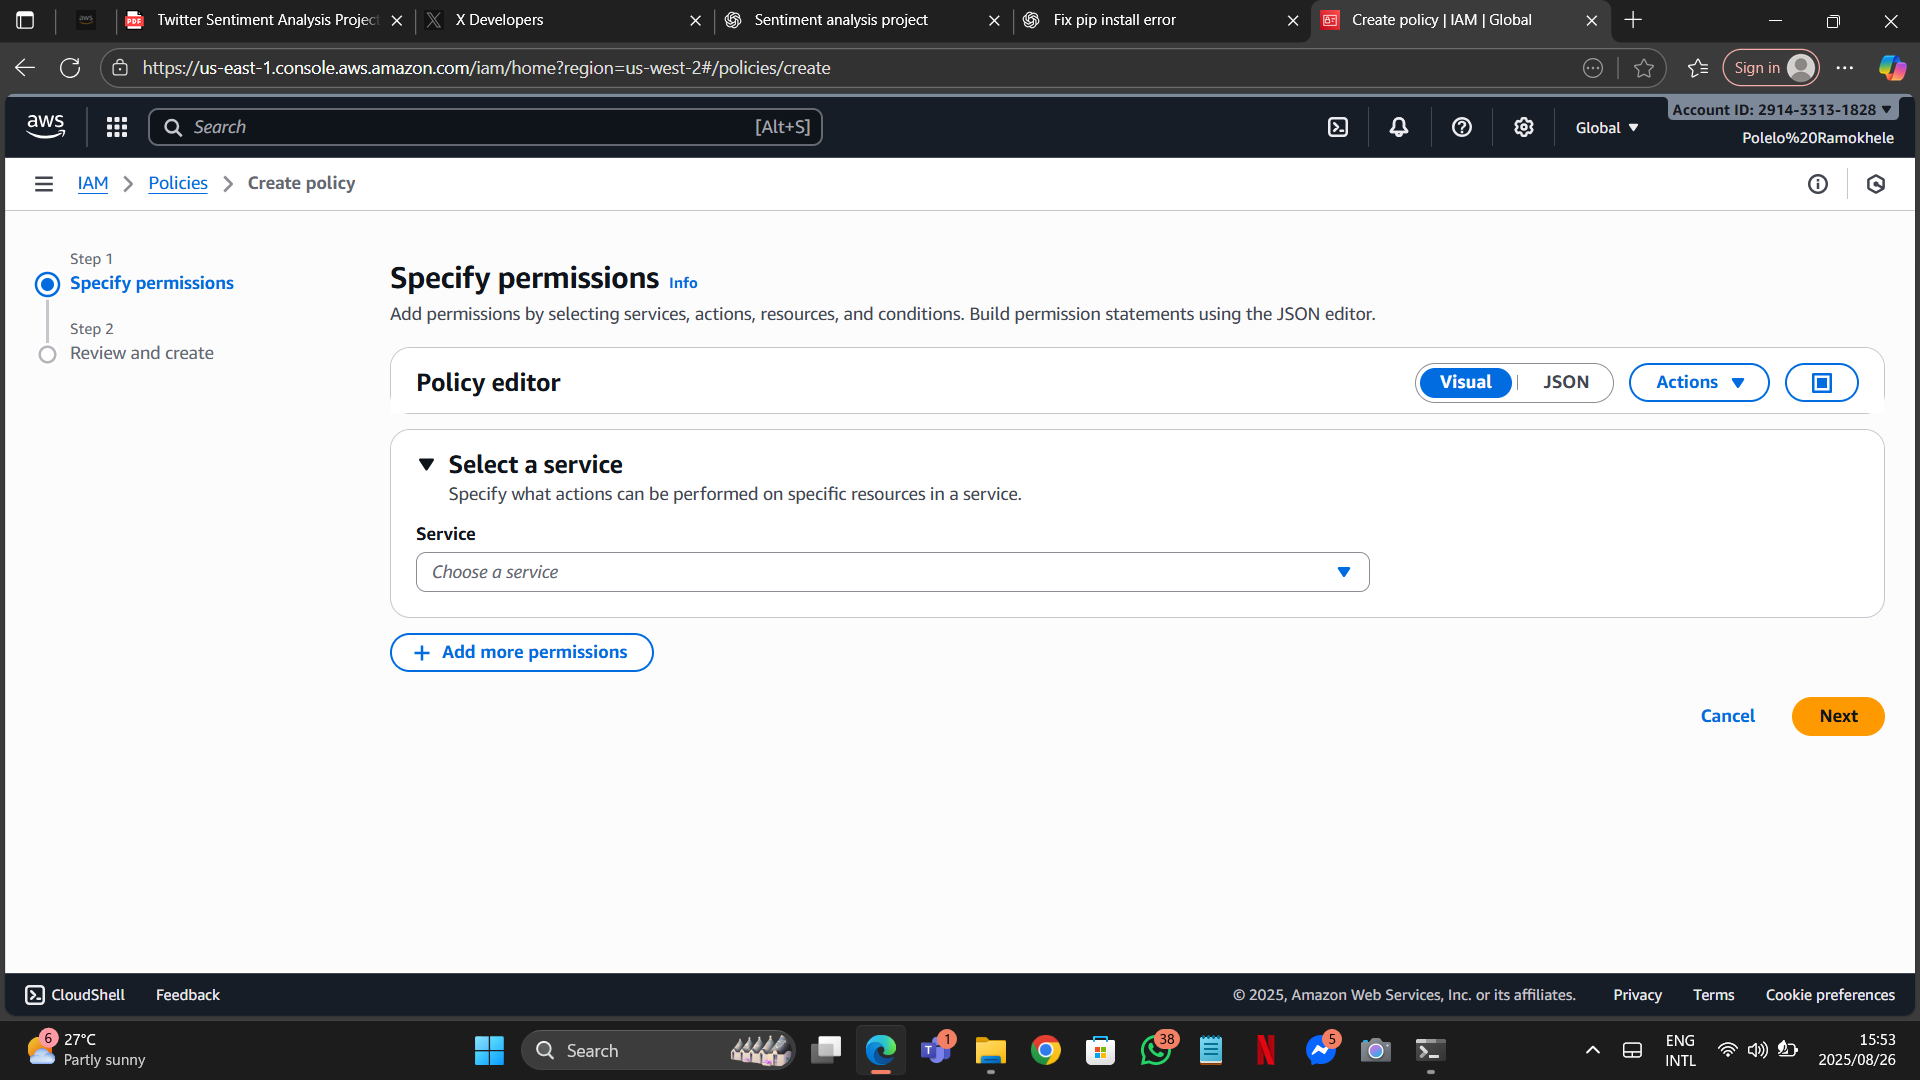 Twitter Sentiment Analysis Project
X Developers
Sentiment analysis project
Fix pip install error
Create policy | IAM | Global
https://us-east-1.console.aws.amazon.com/iam/home?region=us-west-2#/policies/create
Sign in
aws
Search
[Alt+S]
Global
Account ID: 2914-3313-1828
Polelo%20Ramokhele
IAM
Policies
Create policy
Step 1
Specify permissions
Step 2
Review and create
Specify permissions Info
Add permissions by selecting services, actions, resources, and conditions. Build permission statements using the JSON editor.
Policy editor
Visual
JSON
Actions
Select a service
Specify what actions can be performed on specific resources in a service.
Service
Choose a service
Add more permissions
Cancel
Next
CloudShell
Feedback
© 2025, Amazon Web Services, Inc. or its affiliates.
Privacy
Terms
Cookie preferences
6
27°C
Partly sunny
Search
1
38
5
ENG
INTL
15:53
2025/08/26